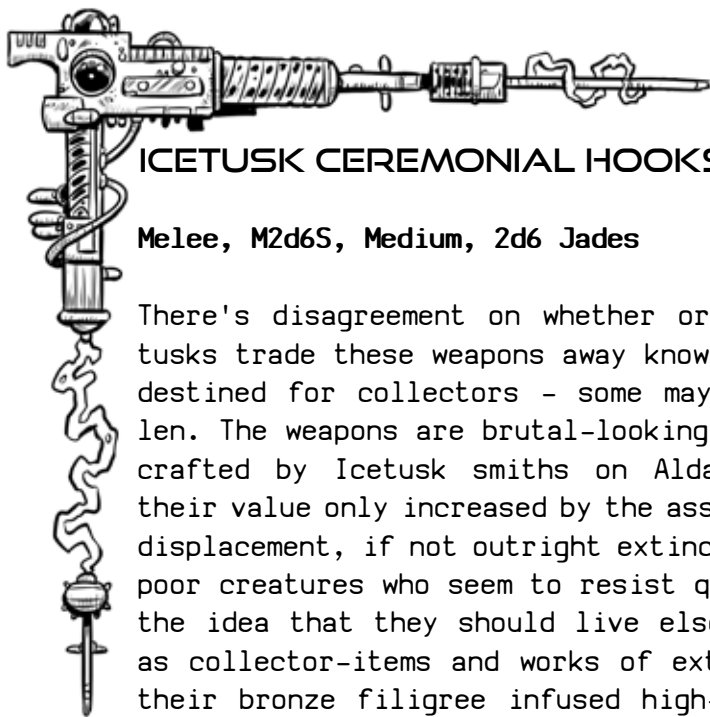 ICETUSK CEREMONIAL HOOKS
Melee, M2d6S, Medium, 2d6 Jades
There's disagreement on whether or
tusks trade these weapons away know
destined for collectors – some may
len. The weapons are brutal-looking
crafted by Icetusk smiths on Alda
their value only increased by the ass
displacement, if not outright extinc
poor creatures who seem to resist q
the idea that they should live else
as collector-items and works of ext
their bronze filigree infused high-